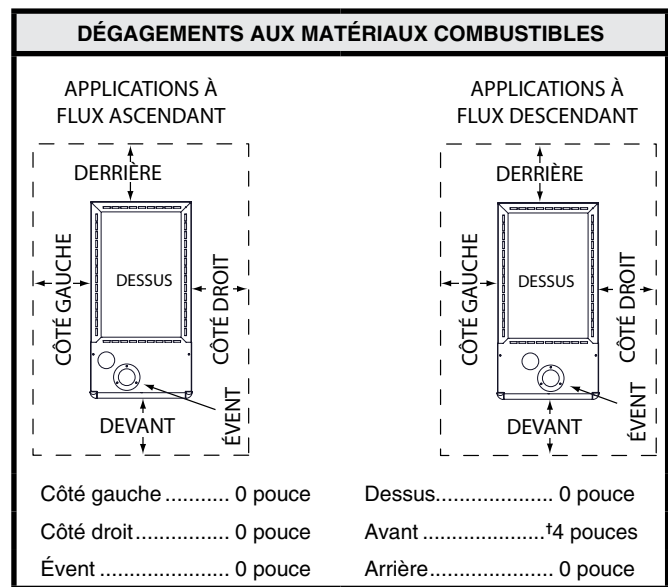 DÉGAGEMENTS AUX MATÉRIAUX COMBUSTIBLES
APPLICATIONS À
FLUX ASCENDANT
DERRIÈRE
CÔTÉ GAUCHE
DESSUS
CÔTÉ DROIT
DEVANT
ÉVENT
APPLICATIONS À
FLUX DESCENDANT
DERRIÈRE
CÔTÉ GAUCHE
DESSUS
CÔTÉ DROIT
DEVANT
ÉVENT
Côté gauche ........... 0 pouce
Côté droit................ 0 pouce
Évent ...................... 0 pouce
Dessus.................... 0 pouce
Avant .....................†4 pouces
Arrière..................... 0 pouce